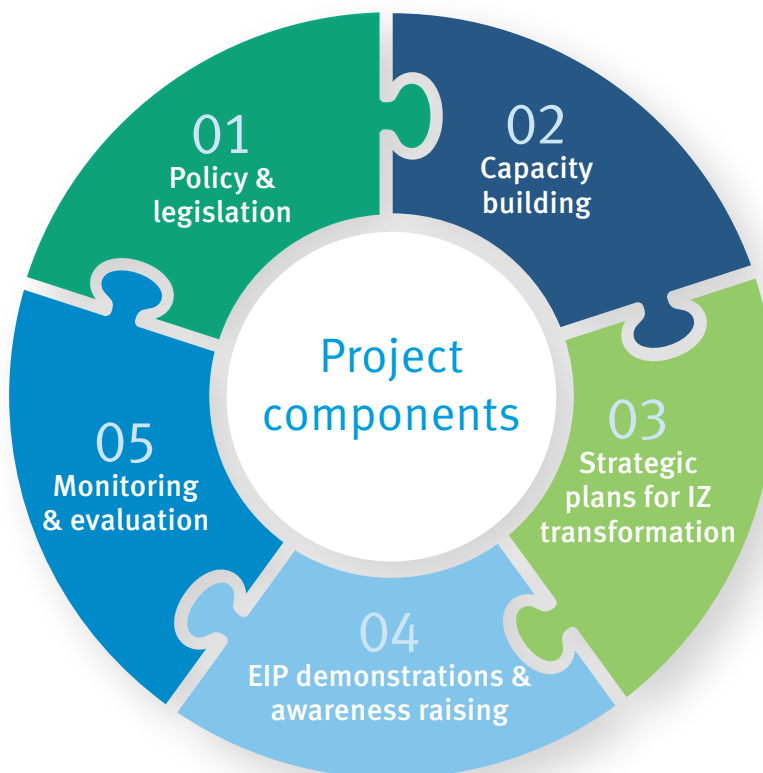 01
Policy &
legislation
02
Capacity
building
Project
components
03
Strategic
plans for IZ
transformation
04
EIP demonstrations &
awareness raising
05
Monitoring
& evaluation